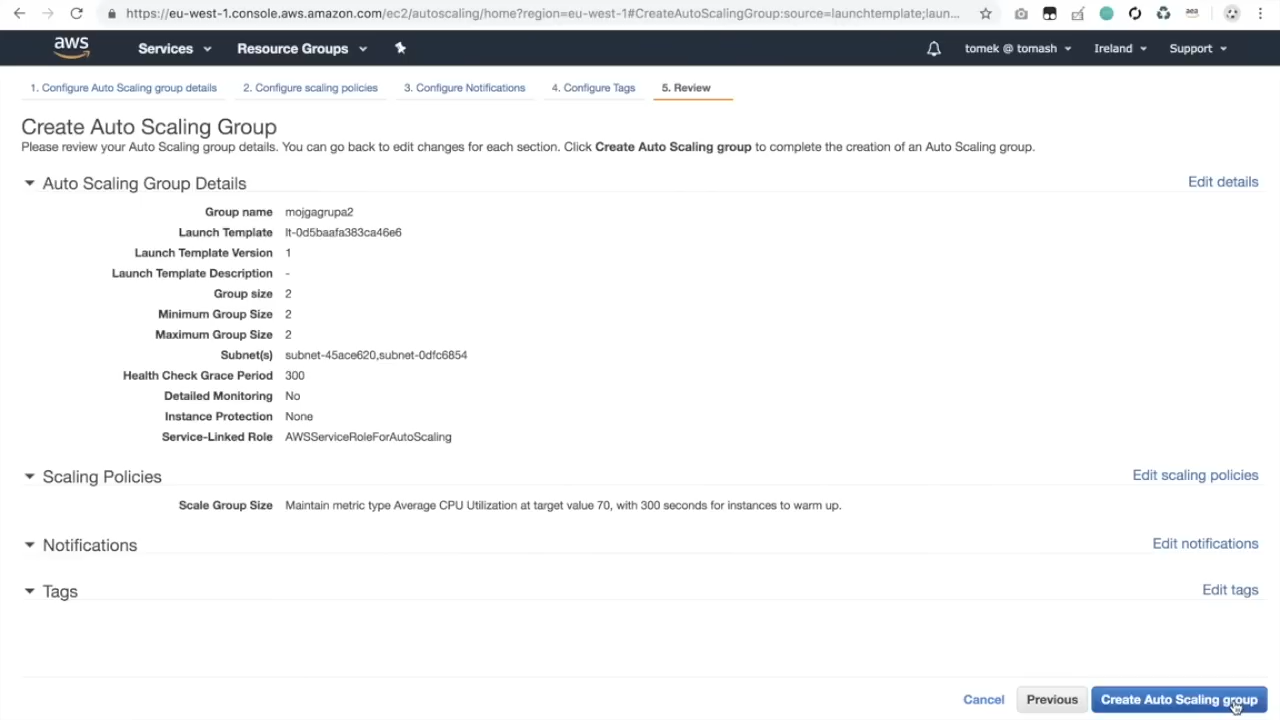 https://eu-west-1.console.aws.amazon.com/ec2/autoscaling/home?region=eu-west-1#CreateAutoScalingGroup:source=launchtemplate;laun...
aws Services Resource Groups tomek @ tomash Ireland Support
1. Configure Auto Scaling group details 2. Configure scaling policies 3. Configure Notifications 4. Configure Tags 5. Review
Create Auto Scaling Group
Please review your Auto Scaling group details. You can go back to edit changes for each section. Click Create Auto Scaling group to complete the creation of an Auto Scaling group.
Auto Scaling Group Details Edit details
Group name mojgagrupa2
Launch Template lt-0d5baafa383ca46e6
Launch Template Version 1
Launch Template Description -
Group size 2
Minimum Group Size 2
Maximum Group Size 2
Subnet(s) subnet-45ace620,subnet-0dfc6854
Health Check Grace Period 300
Detailed Monitoring No
Instance Protection None
Service-Linked Role AWSServiceRoleForAutoScaling
Scaling Policies Edit scaling policies
Scale Group Size Maintain metric type Average CPU Utilization at target value 70, with 300 seconds for instances to warm up.
Notifications Edit notifications
Tags Edit tags
Cancel Previous Create Auto Scaling group